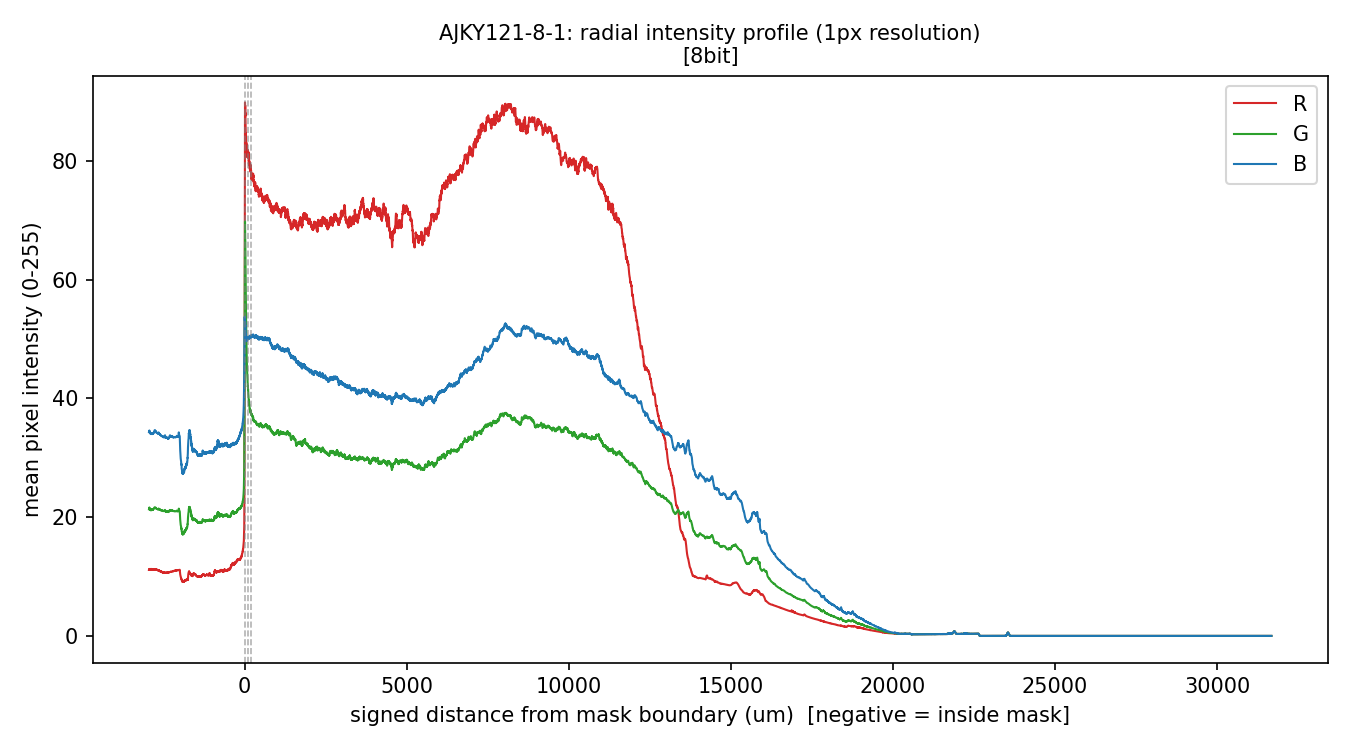 AJKY121-8-1: radial intensity profile (1px resolution)
[8bit]
R
G
B
mean pixel intensity (0-255)
80
60
40
20
0
0 5000 10000 15000 20000 25000 30000
signed distance from mask boundary (um)  [negative = inside mask]